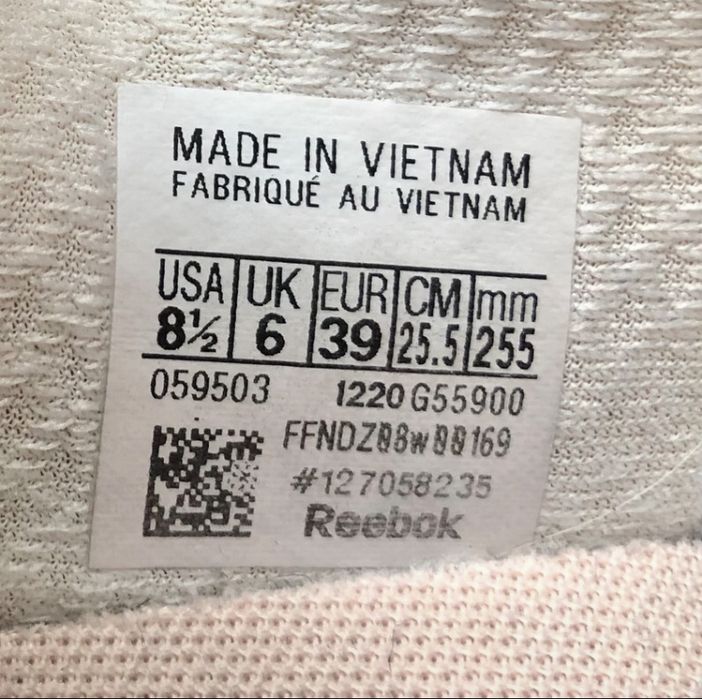 MADE IN VIETNAM
FABRIQUÉ AU VIETNAM
USA UK EUR CM mm
8½ 6 39 25.5 255
059503 1220 G55900
#127058235
Reebok